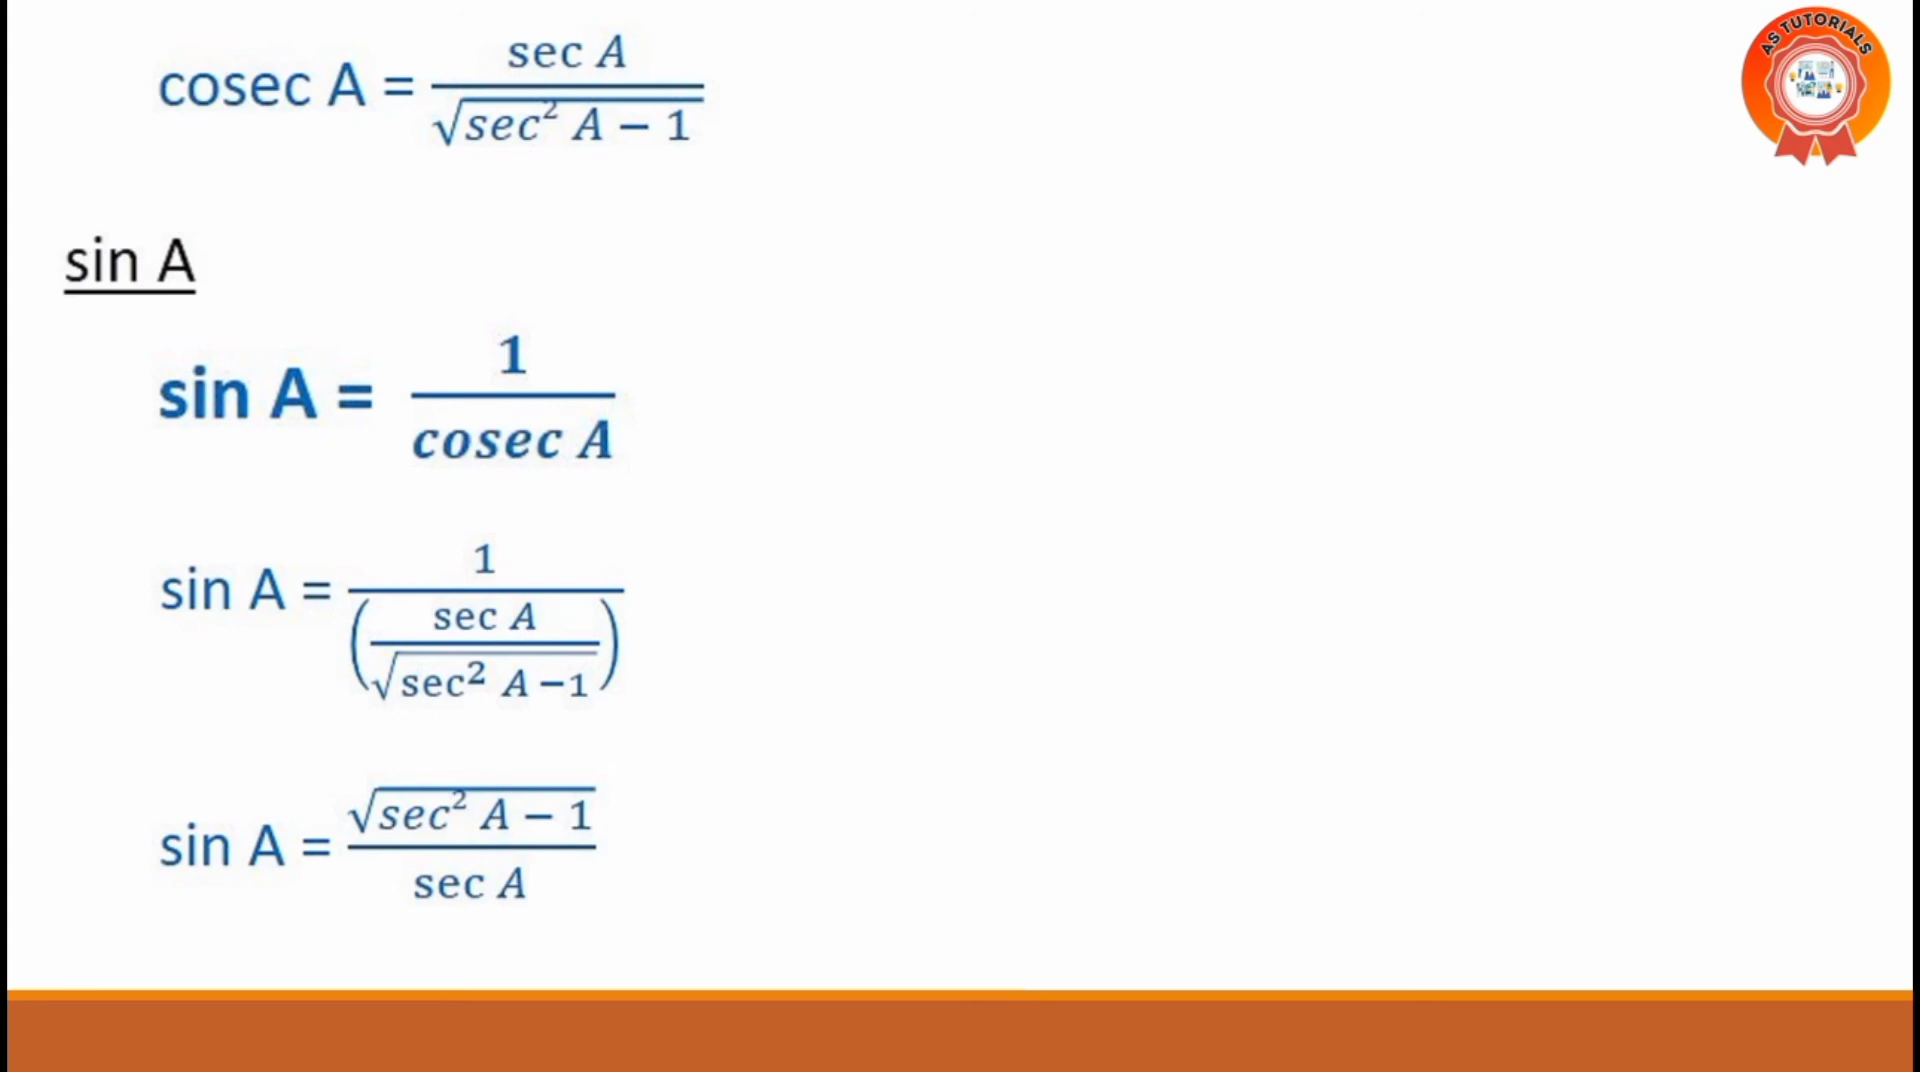 AS TUTORIALS
cosec A = sec A / √(sec² A − 1)
sin A
sin A = 1 / cosec A
sin A = 1 / (sec A / √(sec² A −1))
sin A = √(sec² A − 1) / sec A